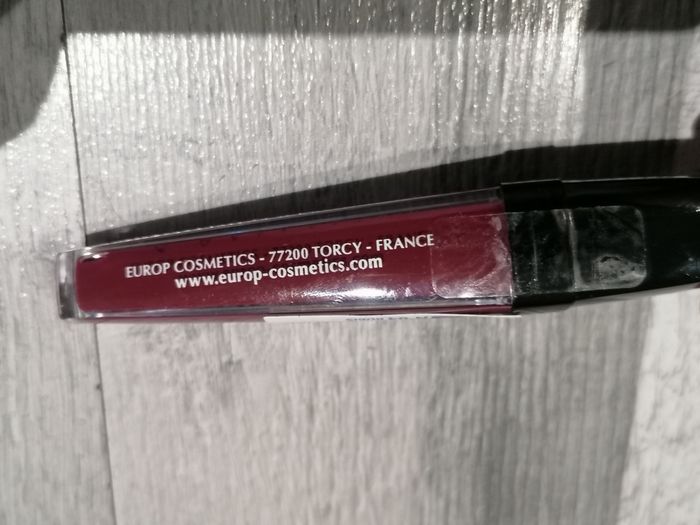 EUROP COSMETICS - 77200 TORCY - FRANCE
www.europ-cosmetics.com